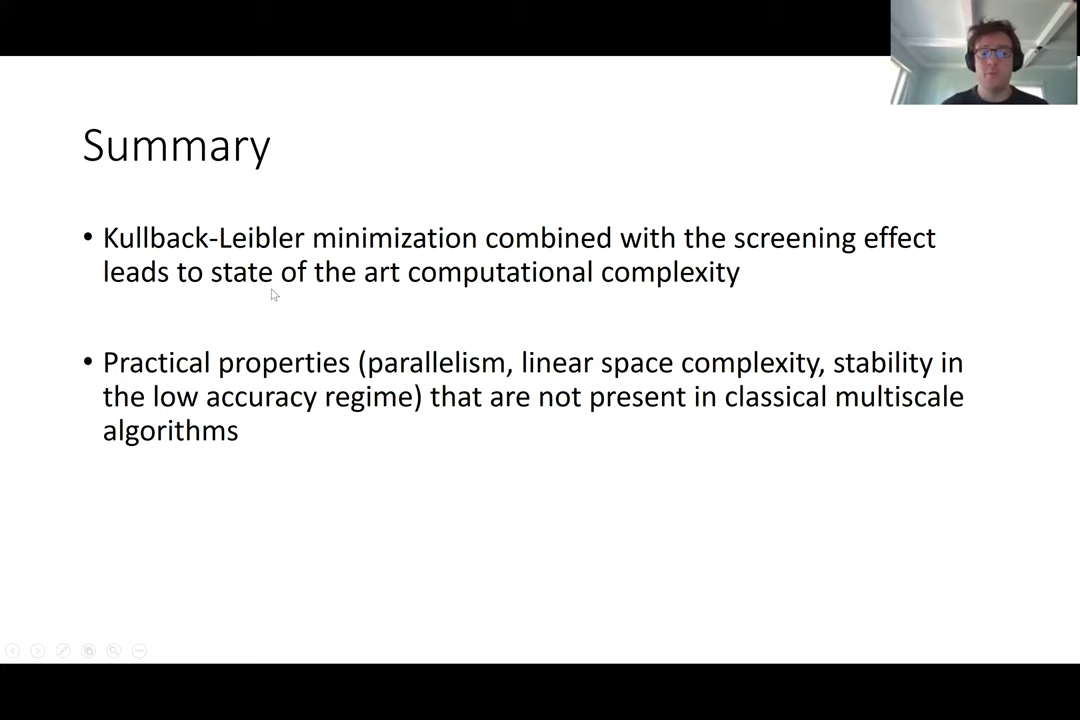 Summary
• Kullback-Leibler minimization combined with the screening effect
leads to state of the art computational complexity
• Practical properties (parallelism, linear space complexity, stability in
the low accuracy regime) that are not present in classical multiscale
algorithms